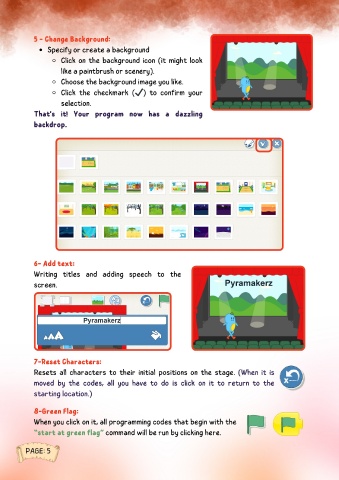 5 - Change Background:
• Specify or create a background
○ Click on the background icon (it might look
like a paintbrush or scenery).
○ Choose the background image you like.
○ Click the checkmark (✓) to confirm your
selection.
That's it! Your program now has a dazzling
backdrop.
6- Add text:
Writing titles and adding speech to the
screen.
Pyramakerz
Pyramakerz
7-Reset Characters:
Resets all characters to their initial positions on the stage. (When it is
moved by the codes, all you have to do is click on it to return to the
starting location.)
8-Green Flag:
When you click on it, all programming codes that begin with the
"start at green flag" command will be run by clicking here.
PAGE: 5